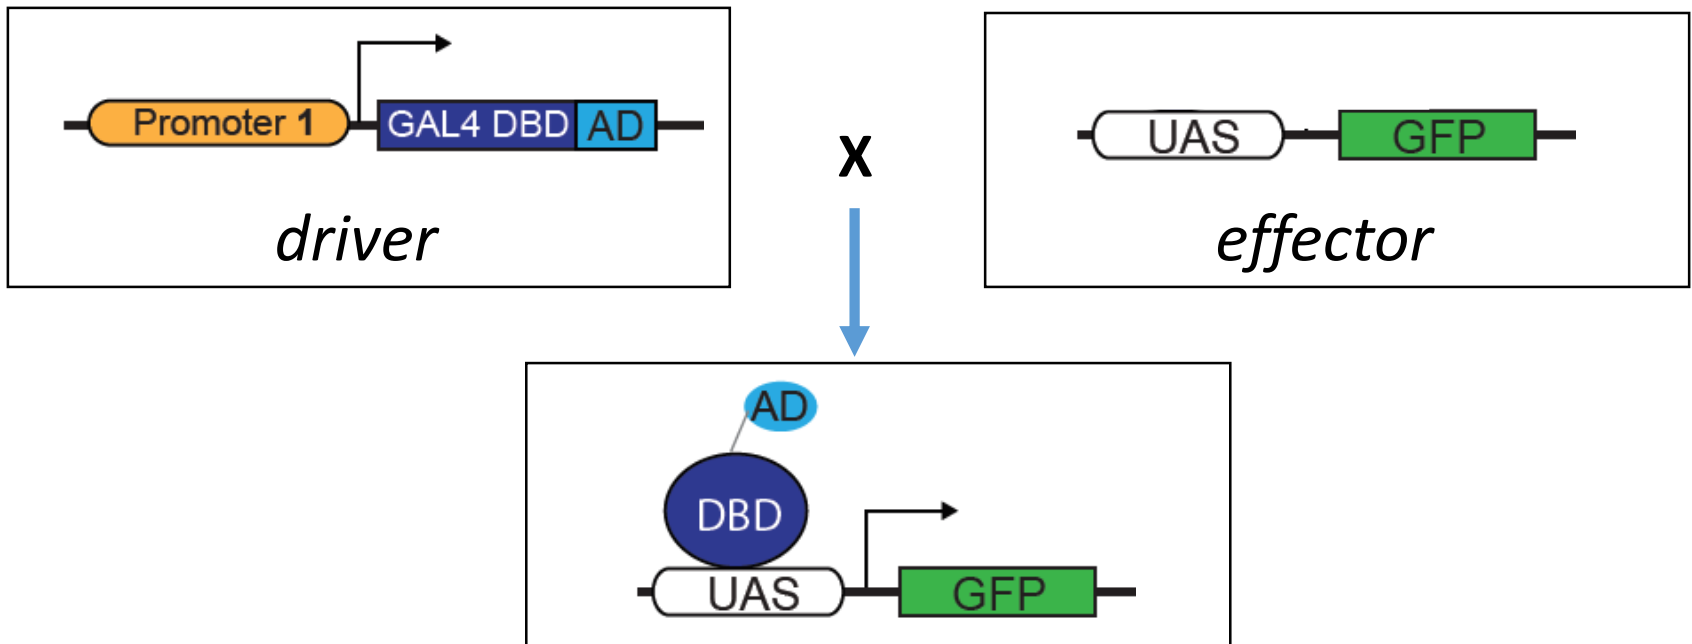 Promoter 1
GAL4 DBD AD
driver
X
UAS
GFP
effector
AD
DBD
UAS
GFP